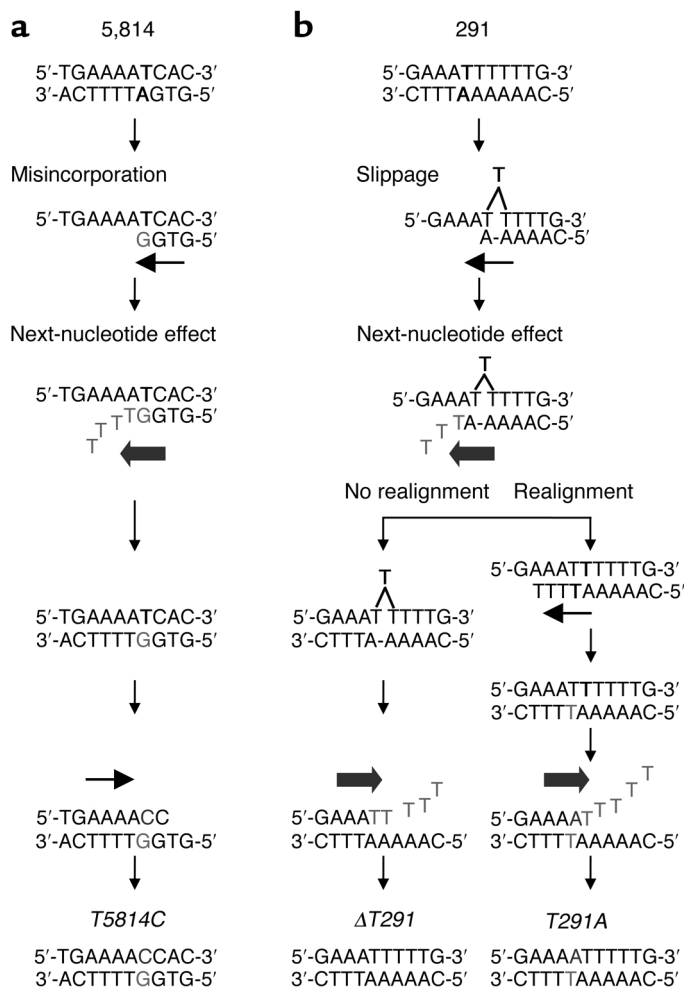 a
5,814
5′-TGAAAATCAC-3′
3′-ACTTTTAGTG-5′
Misincorporation
5′-TGAAAATCAC-3′
GGTG-5′
Next-nucleotide effect
5′-TGAAAATCAC-3′
T T T TGGTG-5′
5′-TGAAAATCAC-3′
3′-ACTTTTGGTG-5′
5′-TGAAAACC
3′-ACTTTTGGTG-5′
T5814C
5′-TGAAAACCAC-3′
3′-ACTTTTGGTG-5′
b
291
5′-GAAATTTTTTG-3′
3′-CTTTAAAAAAC-5′
Slippage
T
5′-GAAAT TTTTG-3′
A-AAAAC-5′
Next-nucleotide effect
T
5′-GAAAT TTTTG-3′
T T TA-AAAAC-5′
No realignment
T
5′-GAAAT TTTTG-3′
3′-CTTTA-AAAAC-5′
5′-GAAATT T T T
3′-CTTTAAAAAC-5′
ΔT291
5′-GAAATTTTTG-3′
3′-CTTTAAAAAC-5′
Realignment
5′-GAAATTTTTTG-3′
TTTTAAAAAC-5′
5′-GAAATTTTTTG-3′
3′-CTTTTAAAAAC-5′
5′-GAAAAT T T T T
3′-CTTTTAAAAAC-5′
T291A
5′-GAAAATTTTTG-3′
3′-CTTTTAAAAAC-5′